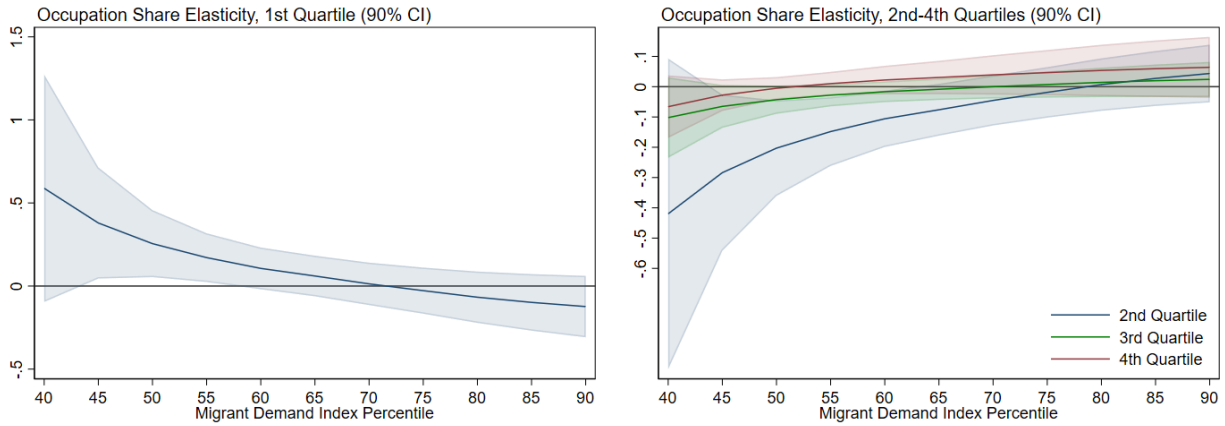 Occupation Share Elasticity, 1st Quartile (90% CI)
1.5
1
.5
0
-.5
40 45 50 55 60 65 70 75 80 85 90
Migrant Demand Index Percentile
Occupation Share Elasticity, 2nd-4th Quartiles (90% CI)
.1
0
-.1
-.2
-.3
-.4
-.5
-.6
2nd Quartile
3rd Quartile
4th Quartile
40 45 50 55 60 65 70 75 80 85 90
Migrant Demand Index Percentile